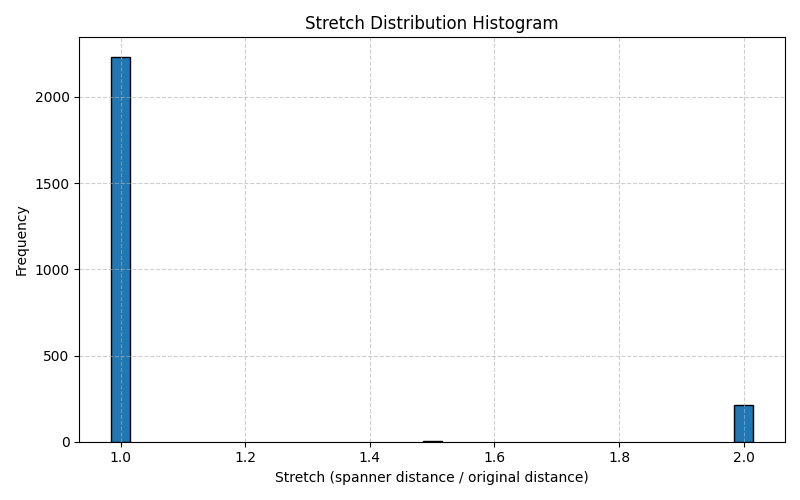 Stretch Distribution Histogram
Frequency
2000
1500
1000
500
0
1.0 1.2 1.4 1.6 1.8 2.0
Stretch (spanner distance / original distance)